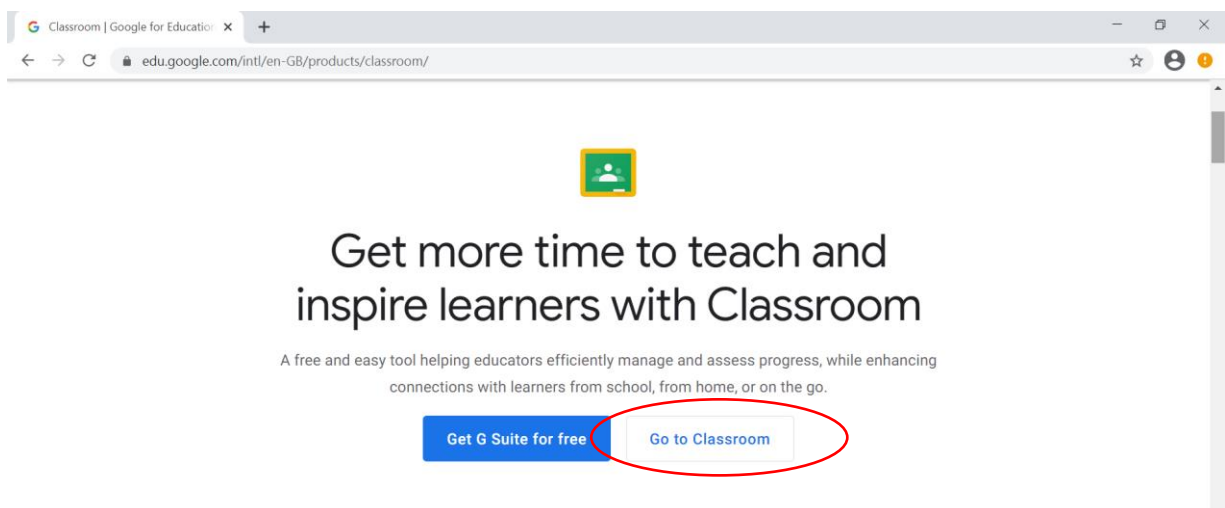 Classroom | Google for Education
edu.google.com/intl/en-GB/products/classroom/
Get more time to teach and
inspire learners with Classroom
A free and easy tool helping educators efficiently manage and assess progress, while enhancing
connections with learners from school, from home, or on the go.
Get G Suite for free
Go to Classroom